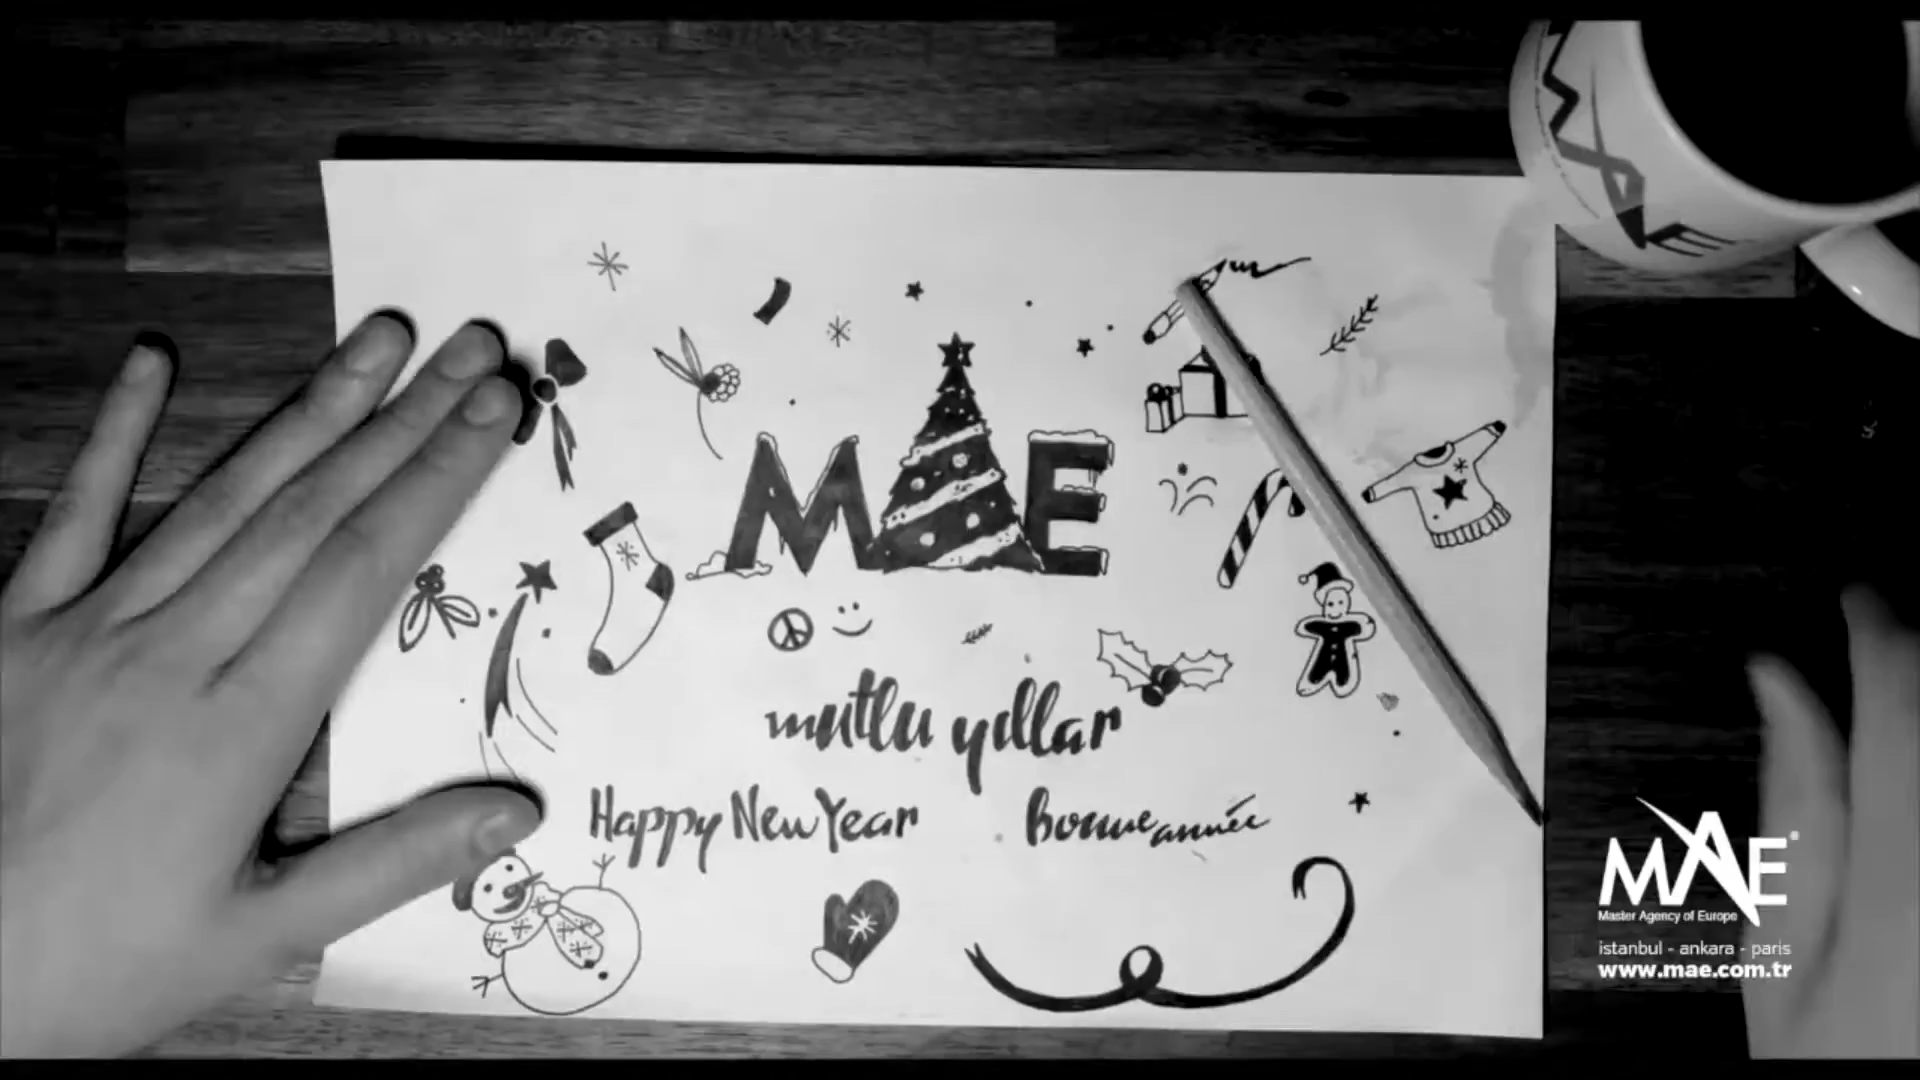 MAE
mutlu yıllar
Happy New Year
bonne année
MAE®
Master Agency of Europe
istanbul - ankara - paris
www.mae.com.tr